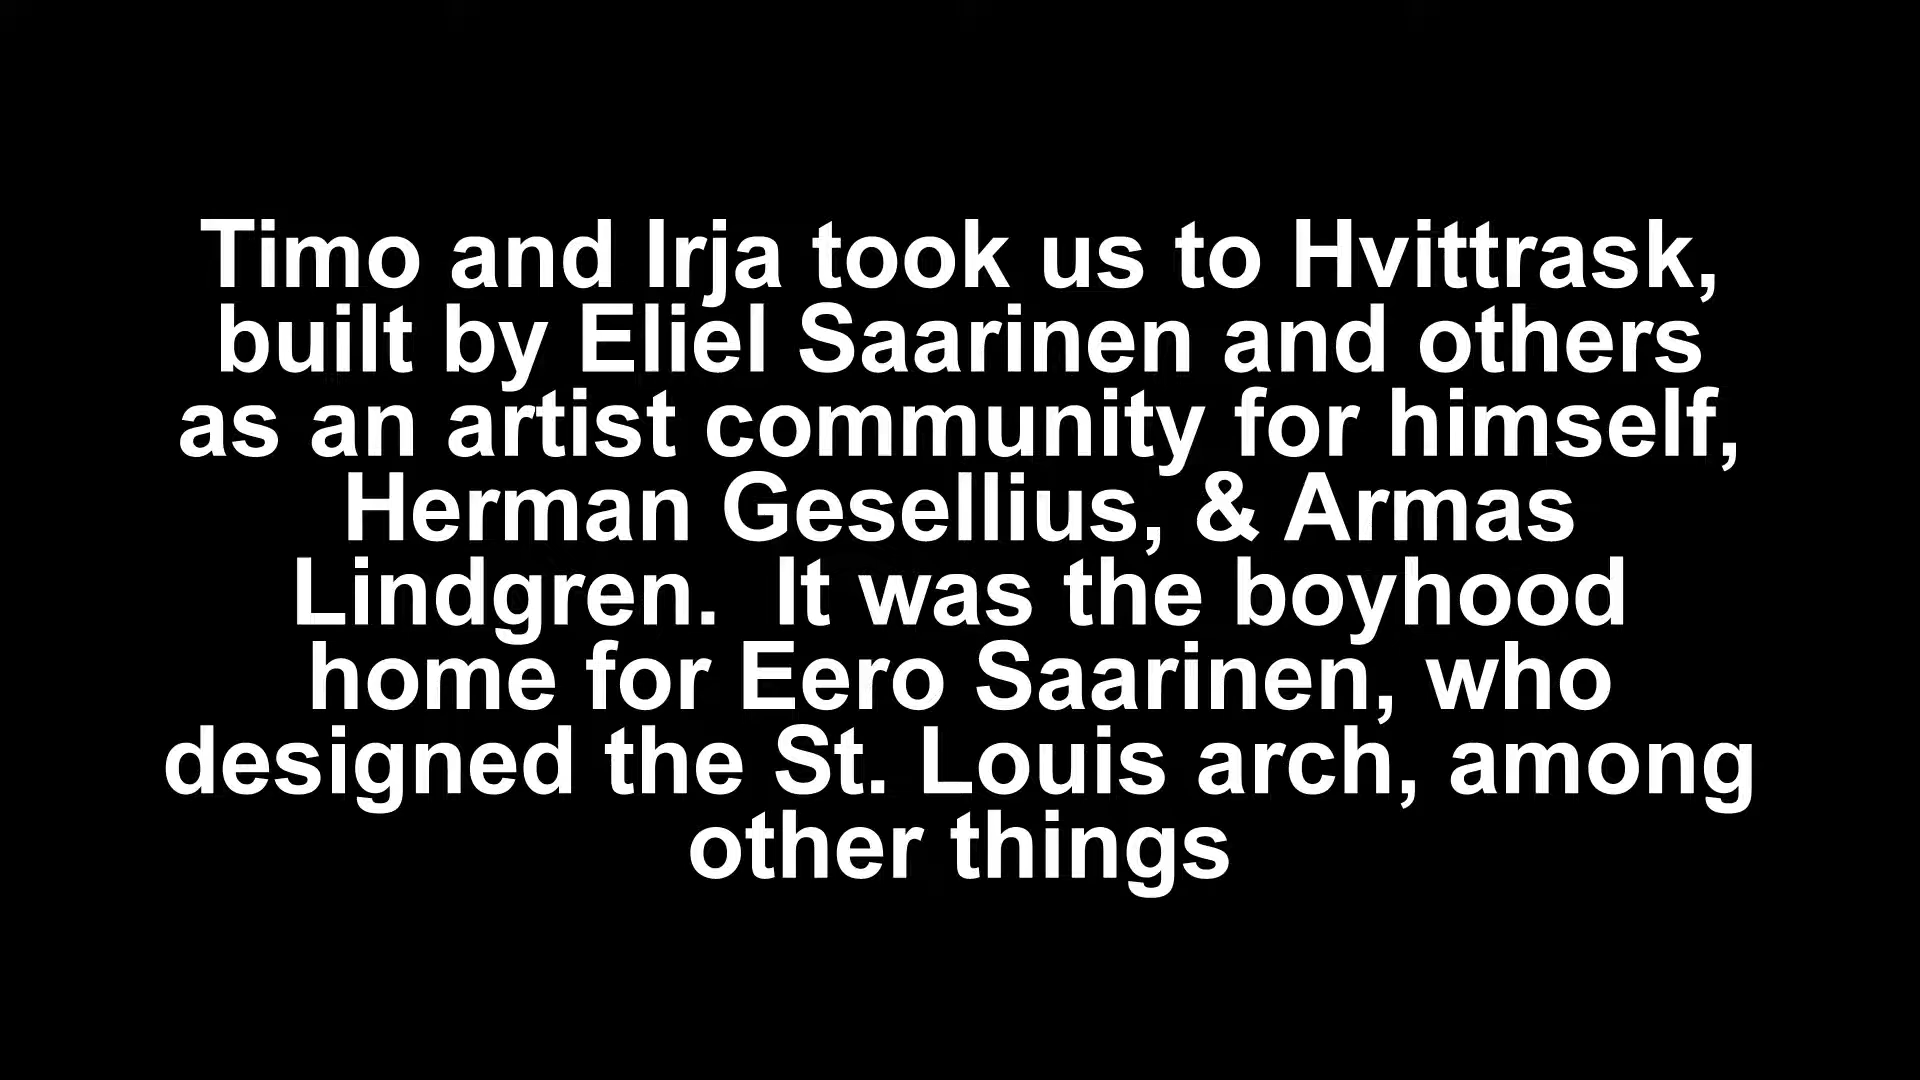 Timo and Irja took us to Hvittrask,
built by Eliel Saarinen and others
as an artist community for himself,
Herman Gesellius, & Armas
Lindgren.  It was the boyhood
home for Eero Saarinen, who
designed the St. Louis arch, among
other things